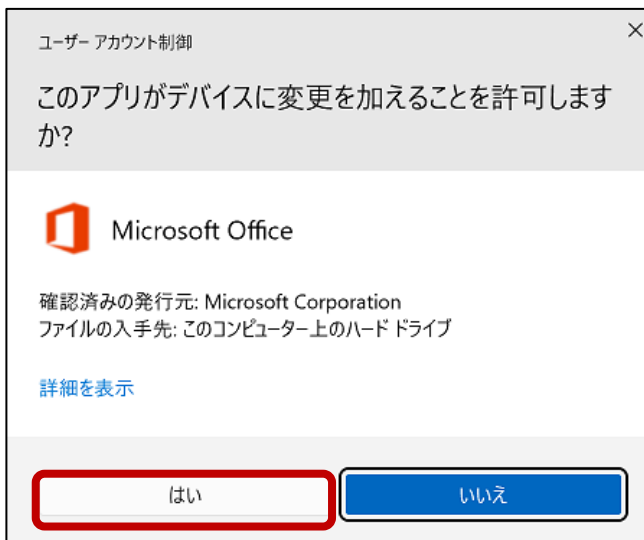 ユーザー アカウント制御
このアプリがデバイスに変更を加えることを許可します
か?
Microsoft Office
確認済みの発行元: Microsoft Corporation
ファイルの入手先: このコンピューター上のハード ドライブ
詳細を表示
はい
いいえ